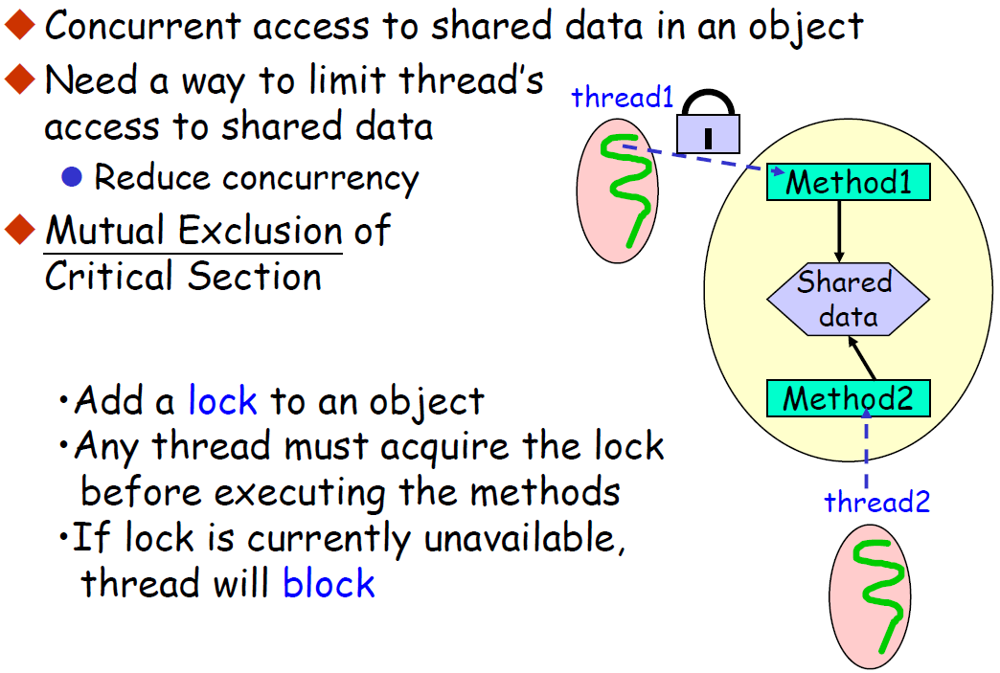 Concurrent access to shared data in an object
Need a way to limit thread's
access to shared data
Reduce concurrency
Mutual Exclusion of
Critical Section
•Add a lock to an object
•Any thread must acquire the lock
before executing the methods
•If lock is currently unavailable,
thread will block
thread1
Method1
Shared
data
Method2
thread2